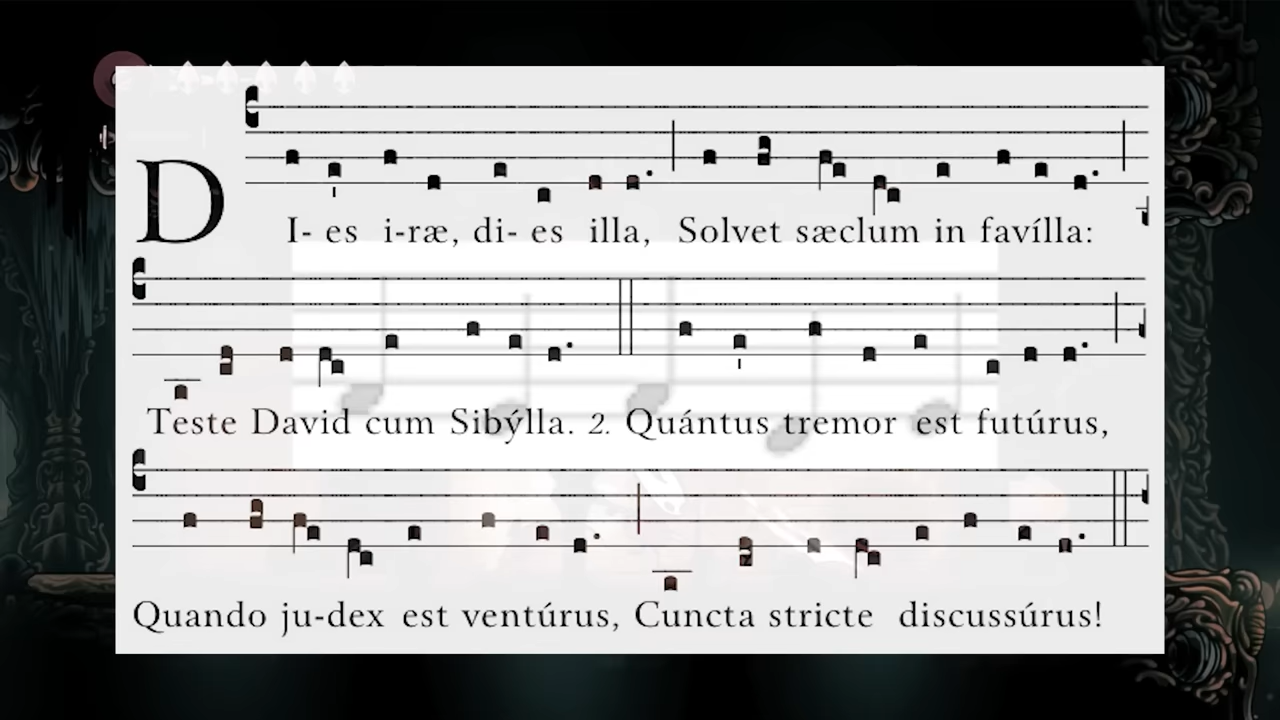 DI- es i-ræ, di- es illa, Solvet sæclum in favílla:
Teste David cum Sibýlla. 2. Quántus tremor est futúrus,
Quando ju-dex est ventúrus, Cuncta stricte discussúrus!